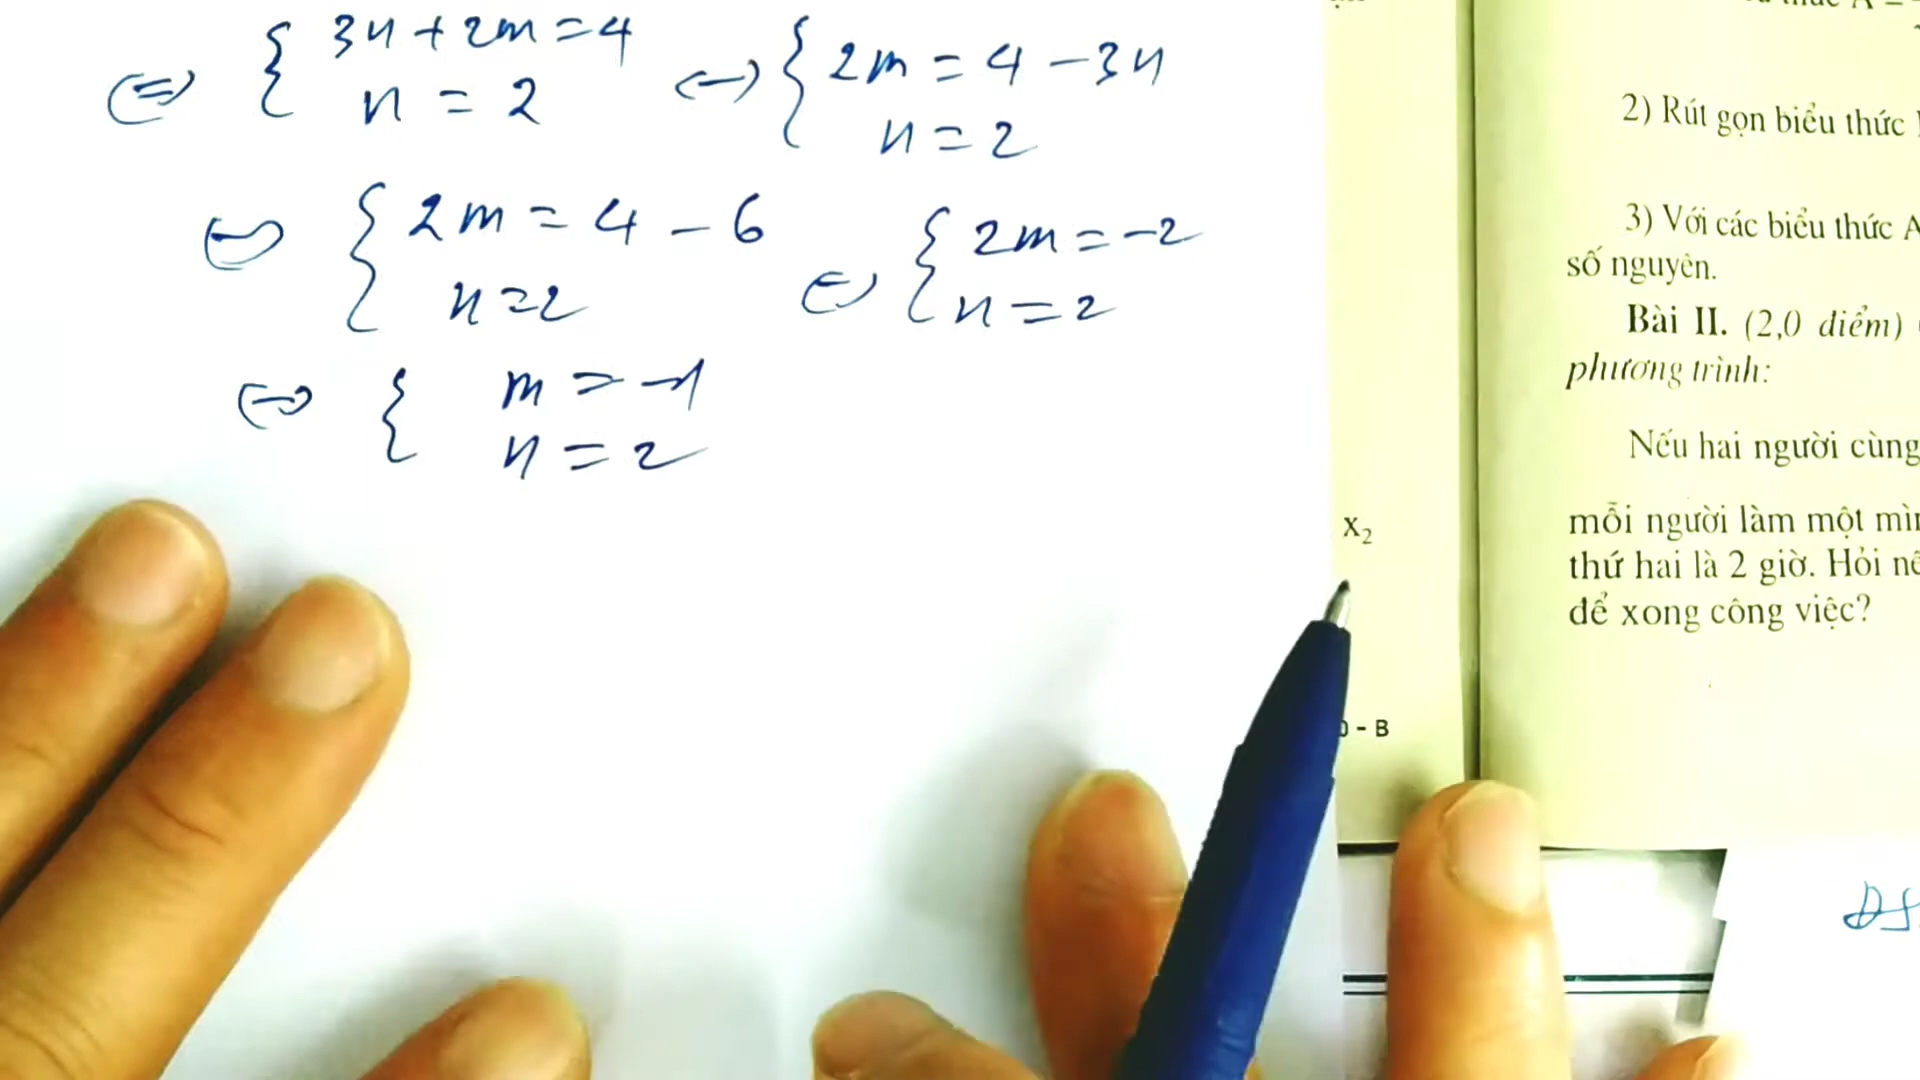 ⇔ { 3n + 2m = 4 ⇔ { 2m = 4 - 3n
n = 2 n = 2
⇔ { 2m = 4 - 6 ⇔ { 2m = -2
n = 2 n = 2
⇔ { m = -1
n = 2
x₂
- B
thức A =
2) Rút gọn biểu thức
3) Với các biểu thức A
số nguyên.
Bài II. (2,0 điểm)
phương trình:
Nếu hai người cùng
mỗi người làm một
thứ hai là 2 giờ. Hỏi
để xong công việc?